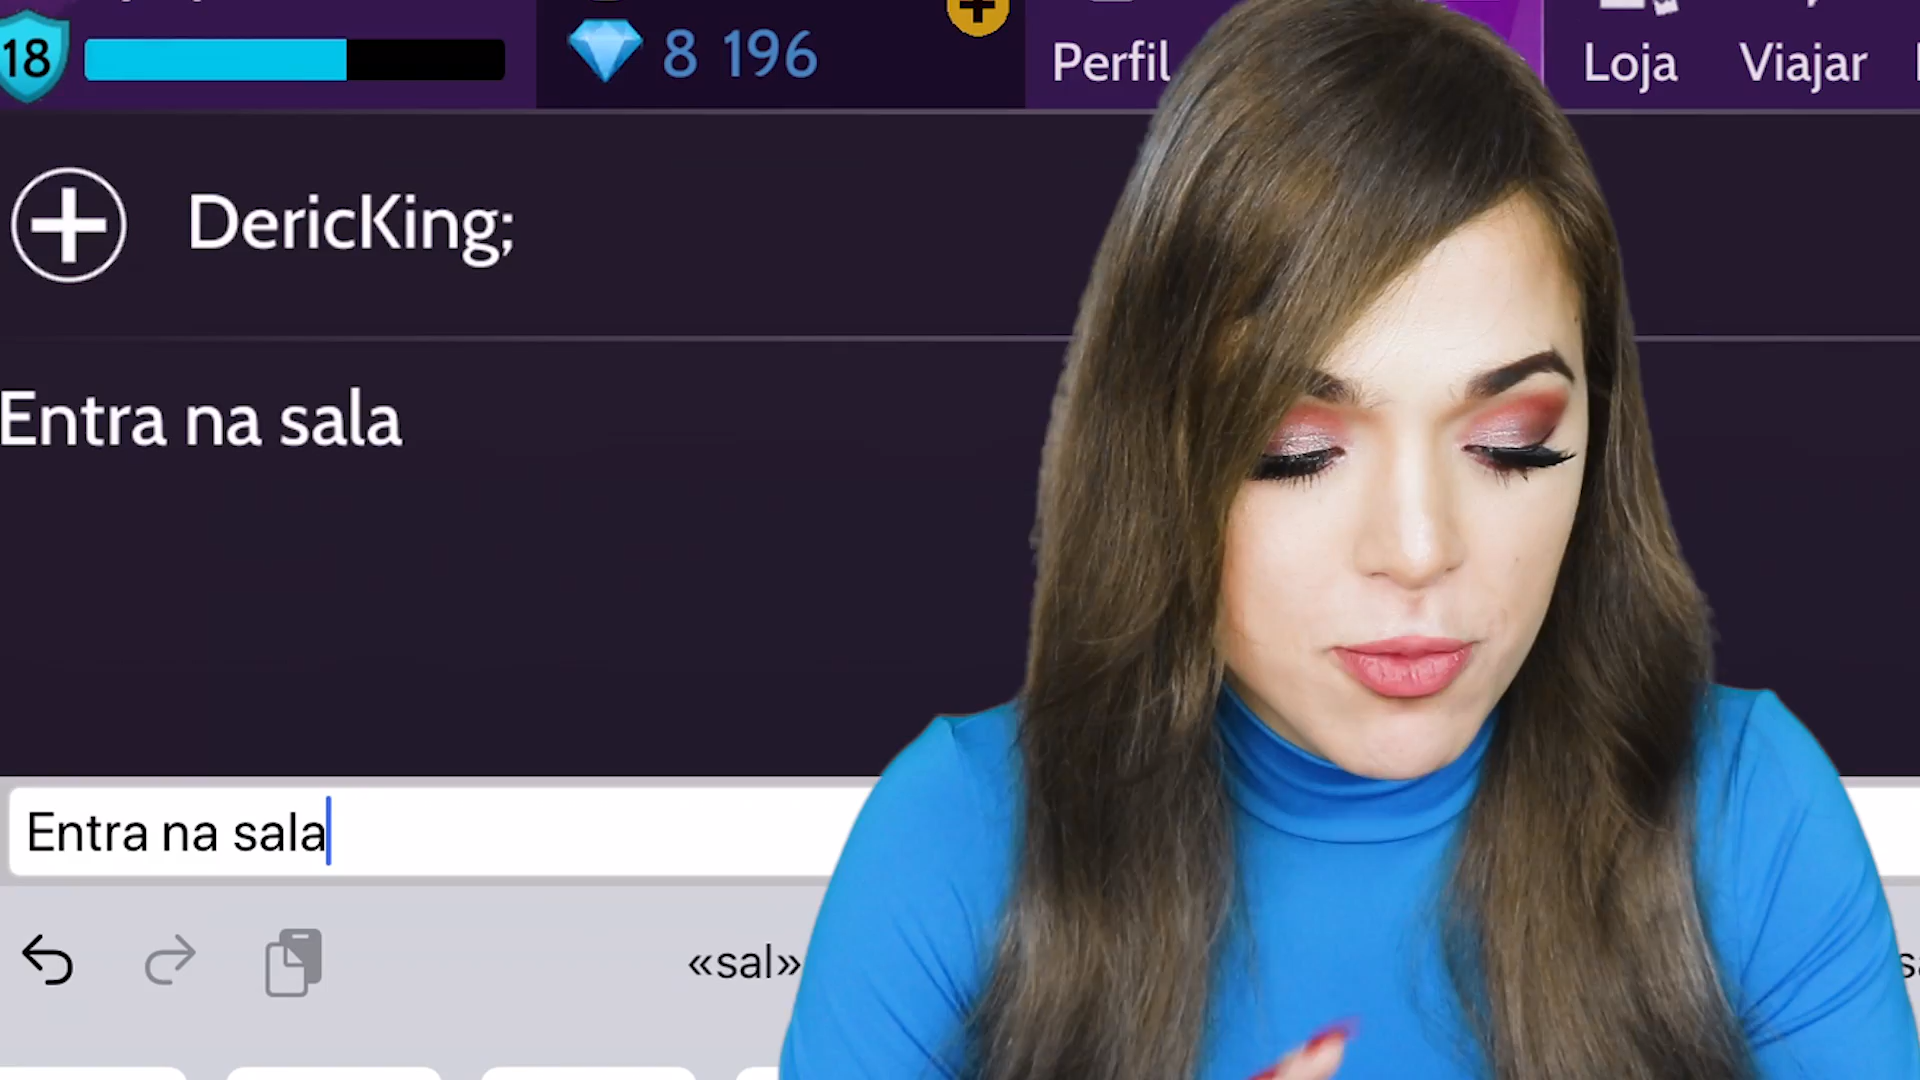 18
8 196
Perfil
Loja
Viajar
DericKing;
Entra na sala
Entra na sala
«sal»